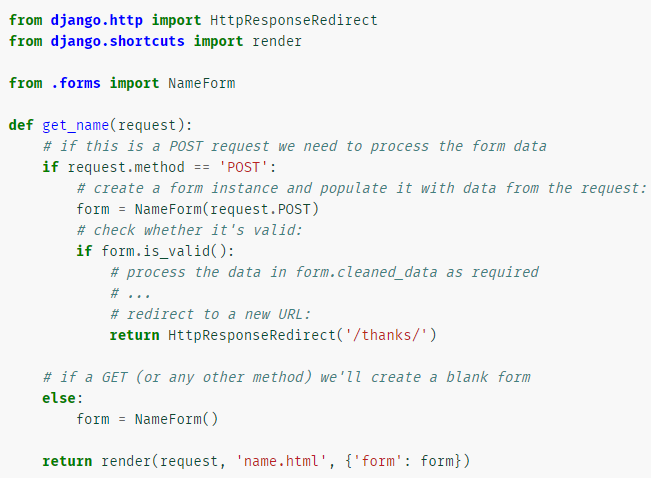 from django.http import HttpResponseRedirect
from django.shortcuts import render

from .forms import NameForm

def get_name(request):
    # if this is a POST request we need to process the form data
    if request.method == 'POST':
        # create a form instance and populate it with data from the request:
        form = NameForm(request.POST)
        # check whether it's valid:
        if form.is_valid():
            # process the data in form.cleaned_data as required
            # ...
            # redirect to a new URL:
            return HttpResponseRedirect('/thanks/')

    # if a GET (or any other method) we'll create a blank form
    else:
        form = NameForm()

    return render(request, 'name.html', {'form': form})